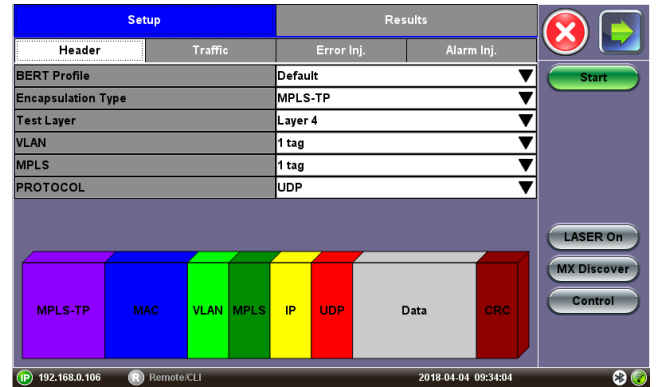 Setup Results
Header Traffic Error Inj. Alarm Inj.
BERT Profile Default
Encapsulation Type MPLS-TP
Test Layer Layer 4
VLAN 1 tag
MPLS 1 tag
PROTOCOL UDP
Start
LASER On
MX Discover
Control
MPLS-TP MAC VLAN MPLS IP UDP Data CRC
IP 192.168.0.106 R Remote/CLI 2018-04-04 09:34:04